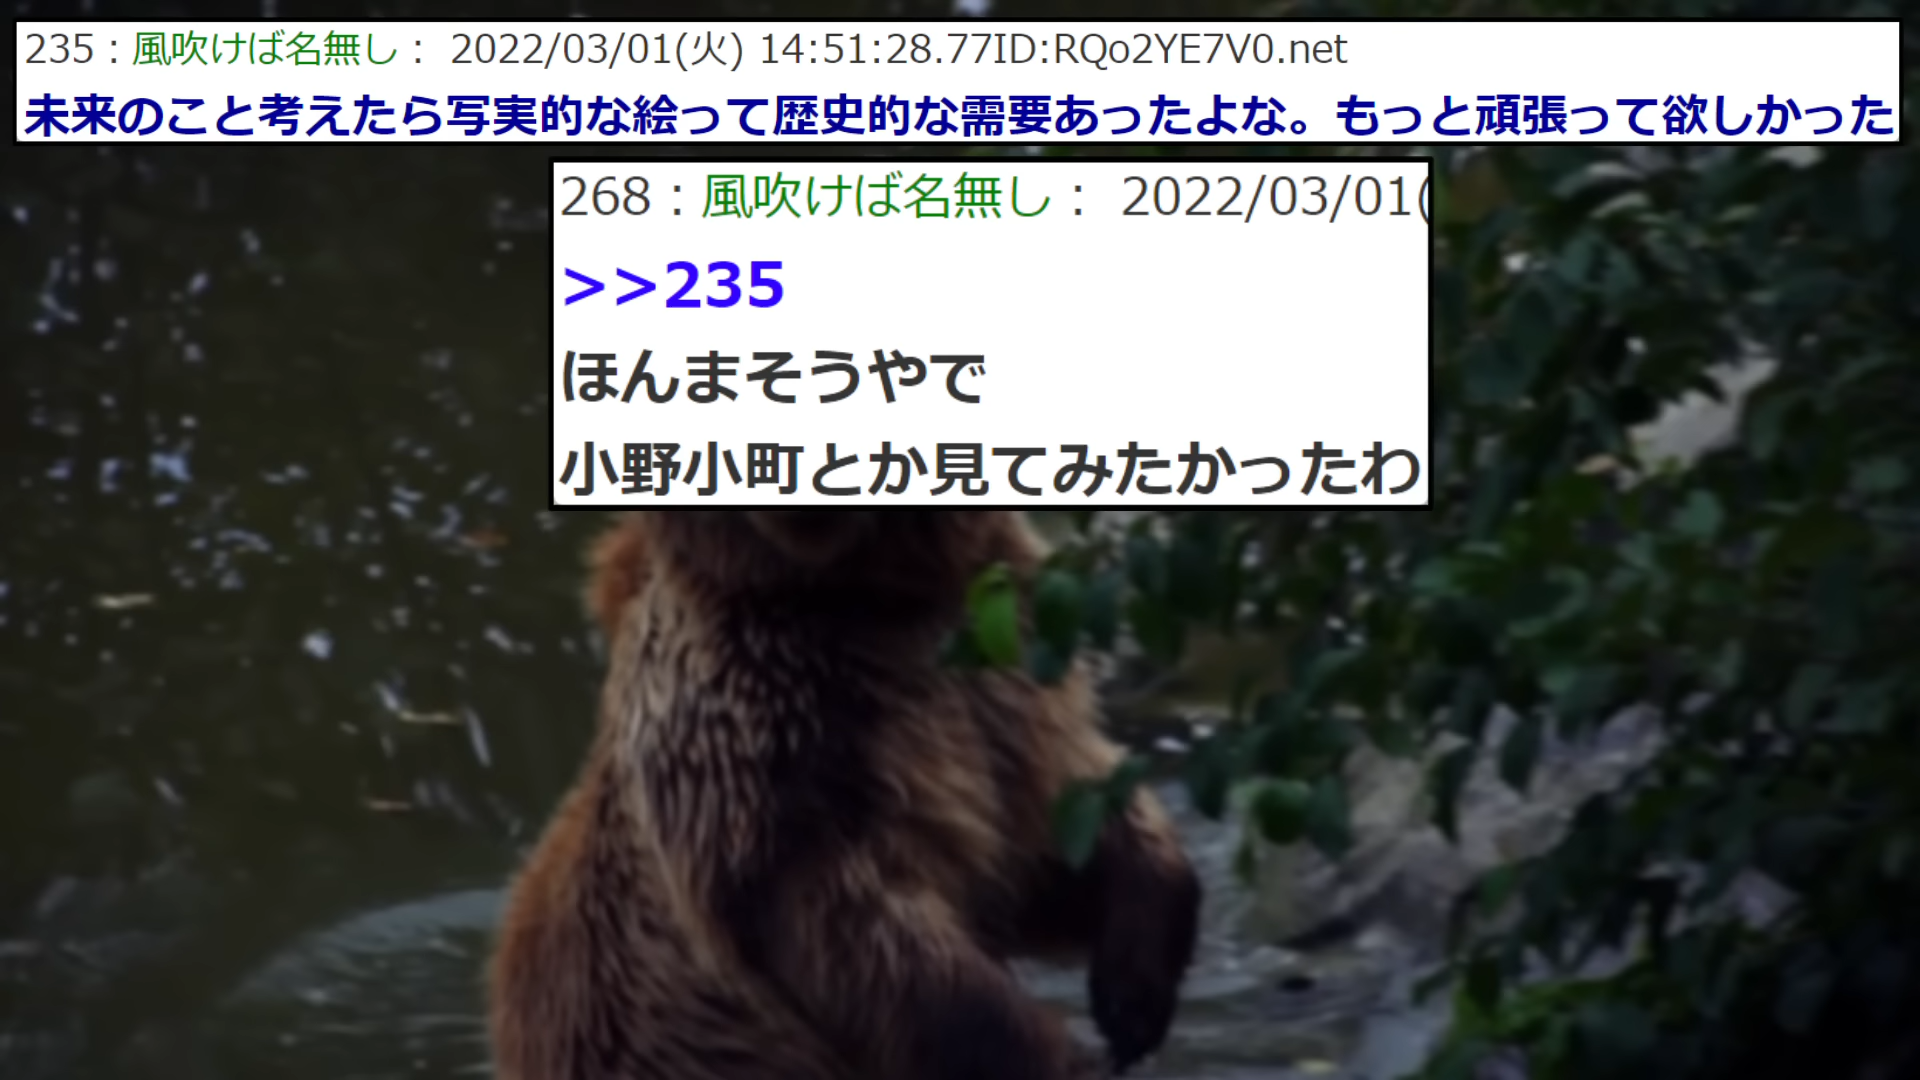 235 : 風吹けば名無し : 2022/03/01(火) 14:51:28.77ID:RQo2YE7V0.net
未来のこと考えたら写実的な絵って歴史的な需要あったよな。もっと頑張って欲しかった
268 : 風吹けば名無し : 2022/03/01(
>>235
ほんまそうやで
小野小町とか見てみたかったわ